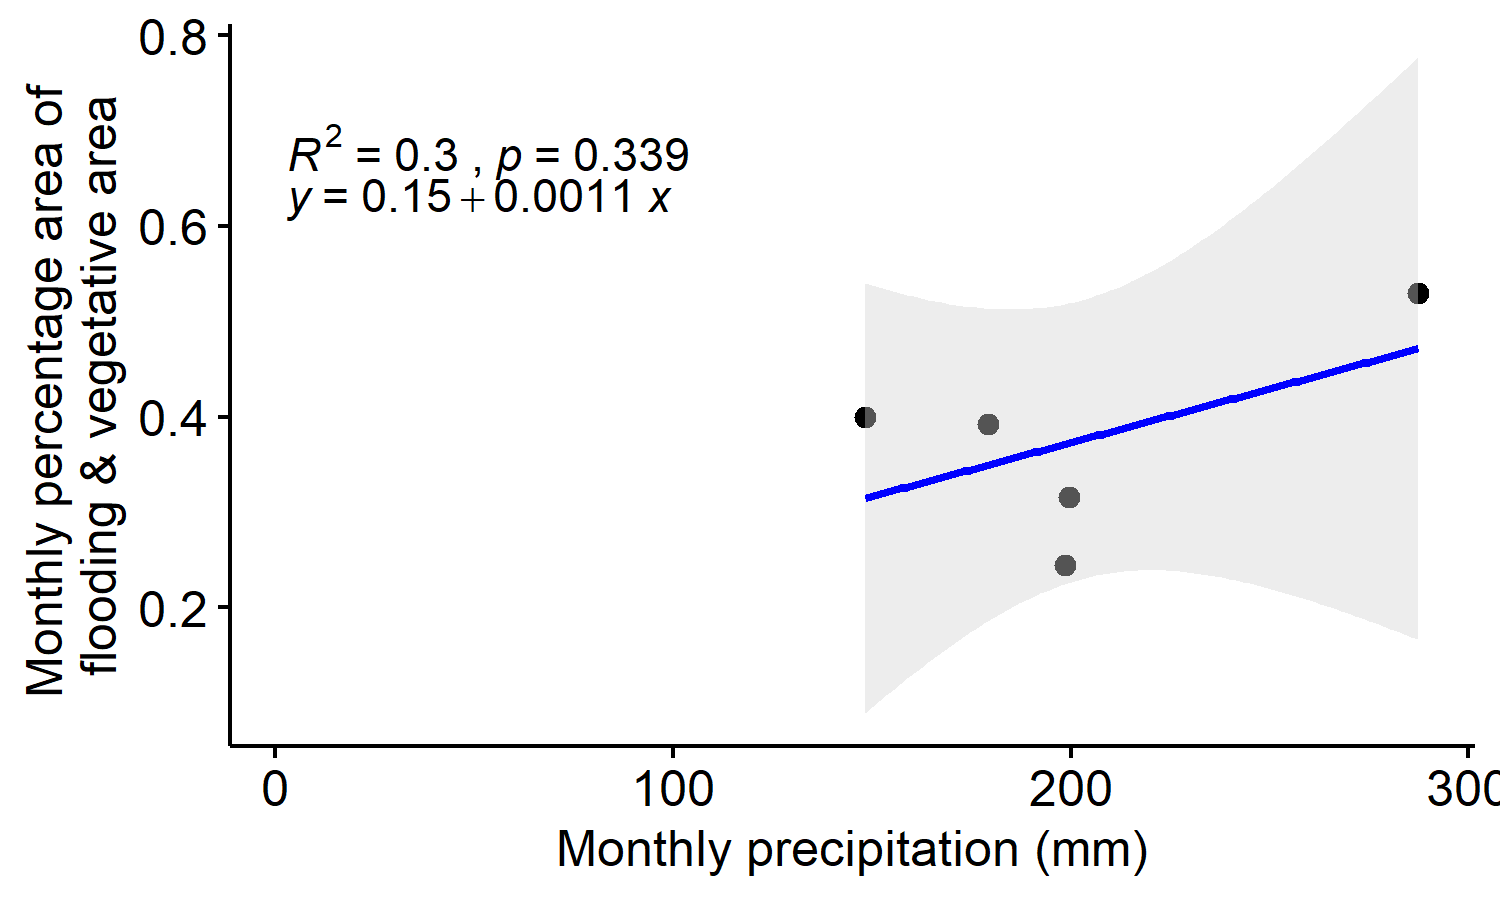 0.8
0.6
0.4
0.2
Monthly percentage area of
flooding & vegetative area
R² = 0.3 , p = 0.339
y = 0.15 + 0.0011 x
0 100 200 300
Monthly precipitation (mm)